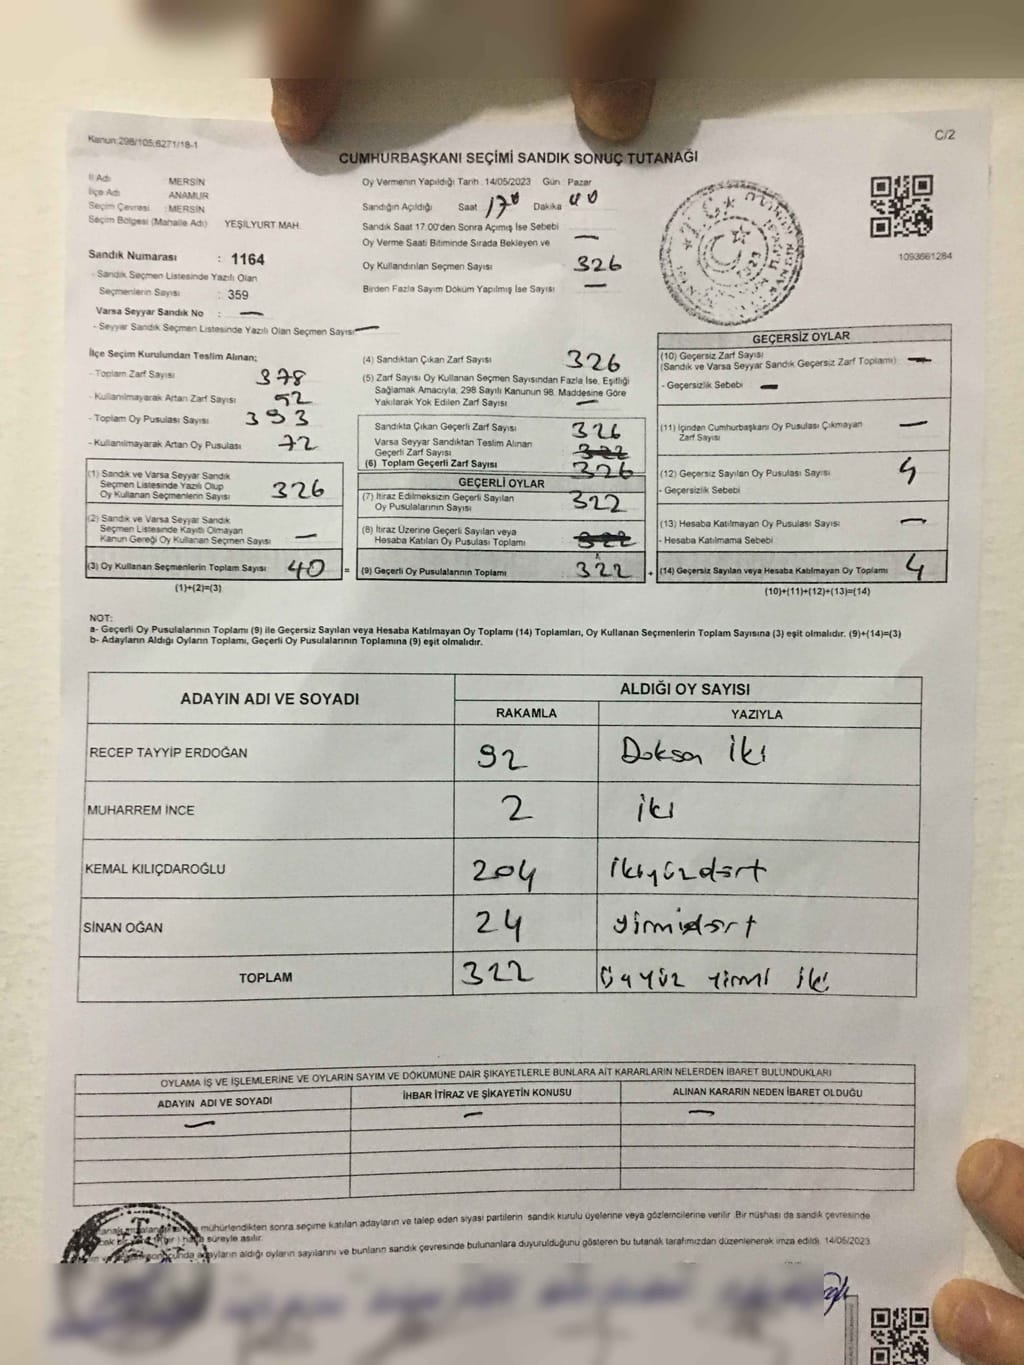 Kanun:298/105;6271/18-1
C/2
CUMHURBAŞKANI SEÇİMİ SANDIK SONUÇ TUTANAĞI
İl Adı MERSİN
İlçe Adı ANAMUR
Seçim Çevresi :MERSİN
Seçim Bölgesi (Mahalle Adı) YEŞİLYURT MAH.
Sandık Numarası : 1164
- Sandık Seçmen Listesinde Yazılı Olan
Seçmenlerin Sayısı : 359
Varsa Seyyar Sandık No : —
- Seyyar Sandık Seçmen Listesinde Yazılı Olan Seçmen Sayısı —
Oy Vermenin Yapıldığı Tarih :14/05/2023 Gün : Pazar
Sandığın Açıldığı Saat 17 Dakika
Sandık Saat 17.00'den Sonra Açımış İse Sebebi
Oy Verme Saati Bitiminde Sırada Bekleyen ve —
Oy Kullandırılan Seçmen Sayısı 326
Birden Fazla Sayım Döküm Yapılmış İse Sayısı —
1093661284
İlçe Seçim Kurulundan Teslim Alınan;
- Toplam Zarf Sayısı 378
- Kullanılmayarak Artan Zarf Sayısı 52
- Toplam Oy Pusulası Sayısı 393
- Kullanılmayarak Artan Oy Pusulası 72
(1) Sandık ve Varsa Seyyar Sandık
Seçmen Listesinde Yazılı Olup
Oy Kullanan Seçmenlerin Sayısı 326
(2) Sandık ve Varsa Seyyar Sandık
Seçmen Listesinde Kayıtlı Olmayan
Kanun Gereği Oy Kullanan Seçmen Sayısı —
(3) Oy Kullanan Seçmenlerin Toplam Sayısı 40 =
(1)+(2)=(3)
(4) Sandıktan Çıkan Zarf Sayısı 326
(5) Zarf Sayısı Oy Kullanan Seçmen Sayısından Fazla İse, Eşitliği
Sağlamak Amacıyla, 298 Sayılı Kanunun 98. Maddesine Göre
Yakılarak Yok Edilen Zarf Sayısı —
Sandıkta Çıkan Geçerli Zarf Sayısı 326
Varsa Seyyar Sandıktan Teslim Alınan
Geçerli Zarf Sayısı 322
(6) Toplam Geçerli Zarf Sayısı 326
GEÇERLİ OYLAR
(7) İtiraz Edilmeksizin Geçerli Sayılan
Oy Pusulalarının Sayısı 322
(8) İtiraz Üzerine Geçerli Sayılan veya
Hesaba Katılan Oy Pusulası Toplamı 322
(9) Geçerli Oy Pusulalarının Toplamı : 322 +
GEÇERSİZ OYLAR
(10) Geçersiz Zarf Sayısı
(Sandık ve Varsa Seyyar Sandık Geçersiz Zarf Toplamı) —
- Geçersizlik Sebebi —
(11) İçinden Cumhurbaşkanı Oy Pusulası Çıkmayan —
Zarf Sayısı
(12) Geçersiz Sayılan Oy Pusulası Sayısı 4
- Geçersizlik Sebebi
(13) Hesaba Katılmayan Oy Pusulası Sayısı —
- Hesaba Katılmama Sebebi
(14) Geçersiz Sayılan veya Hesaba Katılmayan Oy Toplamı 4
(10)+(11)+(12)+(13)=(14)
NOT:
a- Geçerli Oy Pusulalarının Toplamı (9) ile Geçersiz Sayılan veya Hesaba Katılmayan Oy Toplamı (14) Toplamları, Oy Kullanan Seçmenlerin Toplam Sayısına (3) eşit olmalıdır. (9)+(14)=(3)
b- Adayların Aldığı Oyların Toplamı, Geçerli Oy Pusulalarının Toplamına (9) eşit olmalıdır.
ADAYIN ADI VE SOYADI ALDIĞI OY SAYISI
RAKAMLA YAZIYLA
RECEP TAYYİP ERDOĞAN 92 Doksan İki
MUHARREM İNCE 2 iki
KEMAL KILIÇDAROĞLU 204 ikiyüzdört
SİNAN OĞAN 24 yirmidört
TOPLAM 322 Üçyüz yirmi iki
OYLAMA İŞ VE İŞLEMLERİNE VE OYLARIN SAYIM VE DÖKÜMÜNE DAİR ŞİKAYETLERLE BUNLARA AİT KARARLARIN NELERDEN İBARET BULUNDUKLARI
ADAYIN ADI VE SOYADI İHBAR İTİRAZ VE ŞİKAYETİN KONUSU ALINAN KARARIN NEDEN İBARET OLDUĞU
— — —
mühürlendikten sonra seçime katılan adayların ve talep eden siyasi partilerin sandık kurulu üyelerine veya gözlemcilerine verilir .Bir nüshası da sandık çevresinde
süreyle asılır.
adayların aldığı oyların sayılarını ve bunların sandık çevresinde bulunanlara duyurulduğunu gösteren bu tutanak tarafımızdan düzenlenerek imza edildi. 14/05/2023